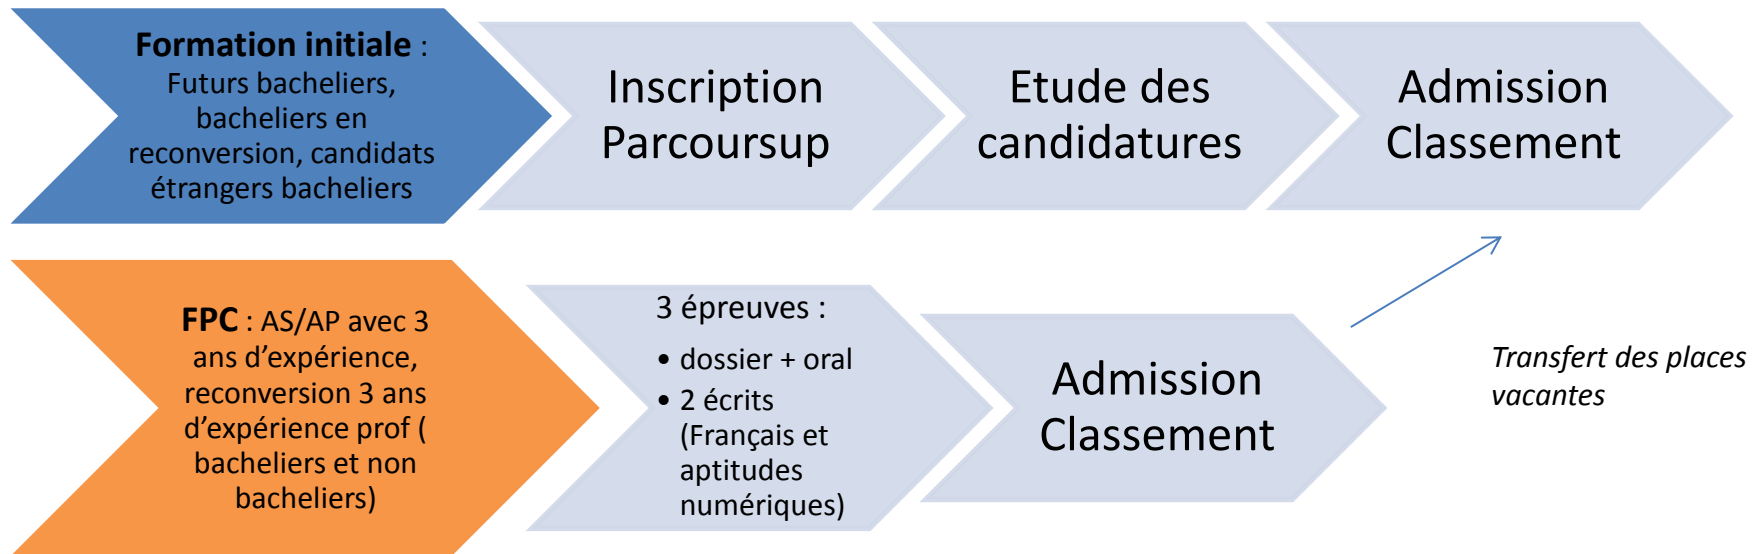 Formation initiale :
Futurs bacheliers,
bacheliers en
reconversion, candidats
étrangers bacheliers
Inscription
Parcoursup
Etude des
candidatures
Admission
Classement
FPC : AS/AP avec 3
ans d’expérience,
reconversion 3 ans
d’expérience prof (
bacheliers et non
bacheliers)
3 épreuves :
• dossier + oral
• 2 écrits
(Français et
aptitudes
numériques)
Admission
Classement
Transfert des places
vacantes